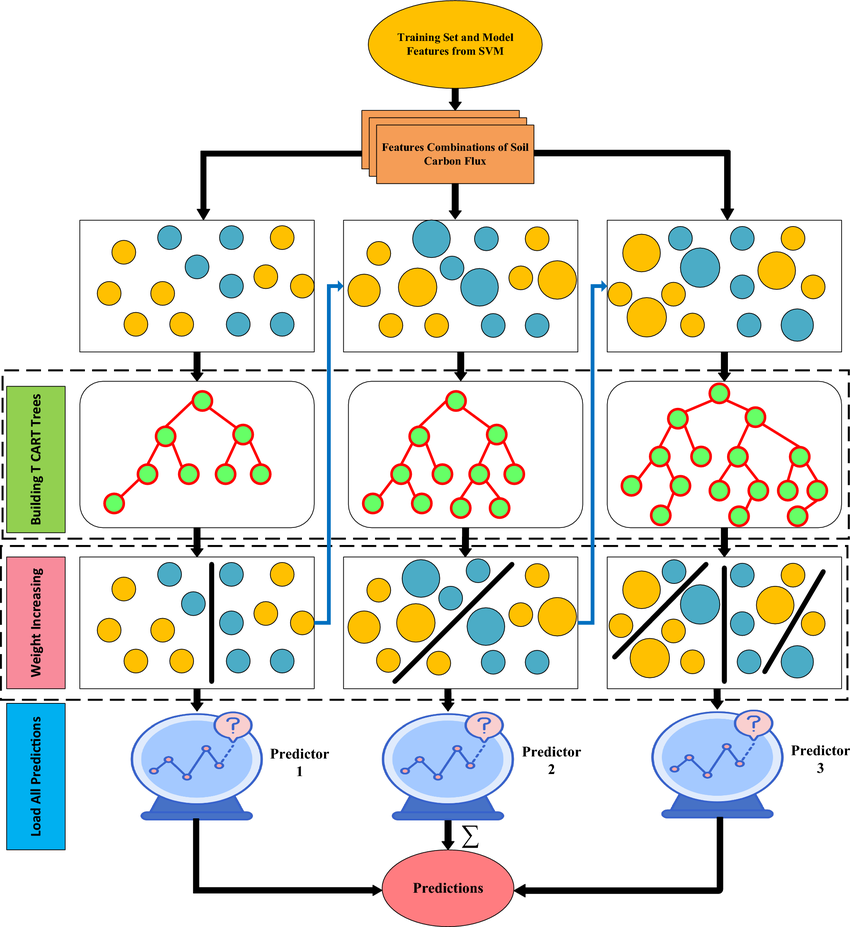 Training Set and Model
Features from SVM
Features Combinations of Soil
Carbon Flux
Building T CART Trees
Weight Increasing
Load All Predictions
?
Predictor
1
?
Predictor
2
?
Predictor
3
∑
Predictions